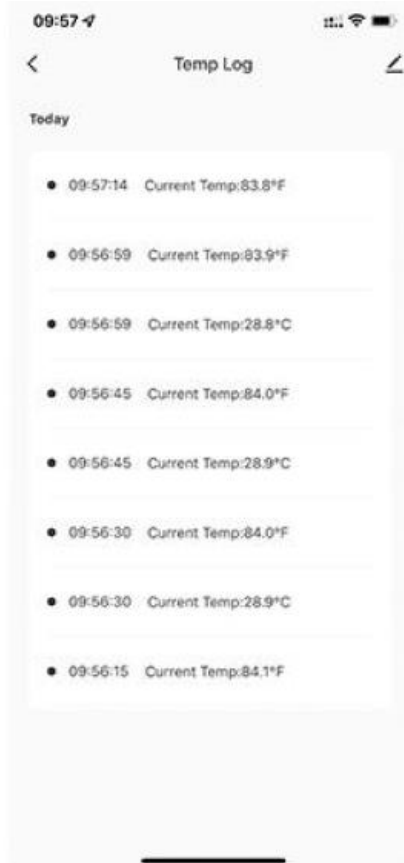 09:57
Temp Log
Today
09:57:14 Current Temp:83.8°F
09:56:59 Current Temp:83.9°F
09:56:59 Current Temp:28.8°C
09:56:45 Current Temp:84.0°F
09:56:45 Current Temp:28.9°C
09:56:30 Current Temp:84.0°F
09:56:30 Current Temp:28.9°C
09:56:15 Current Temp:84.1°F